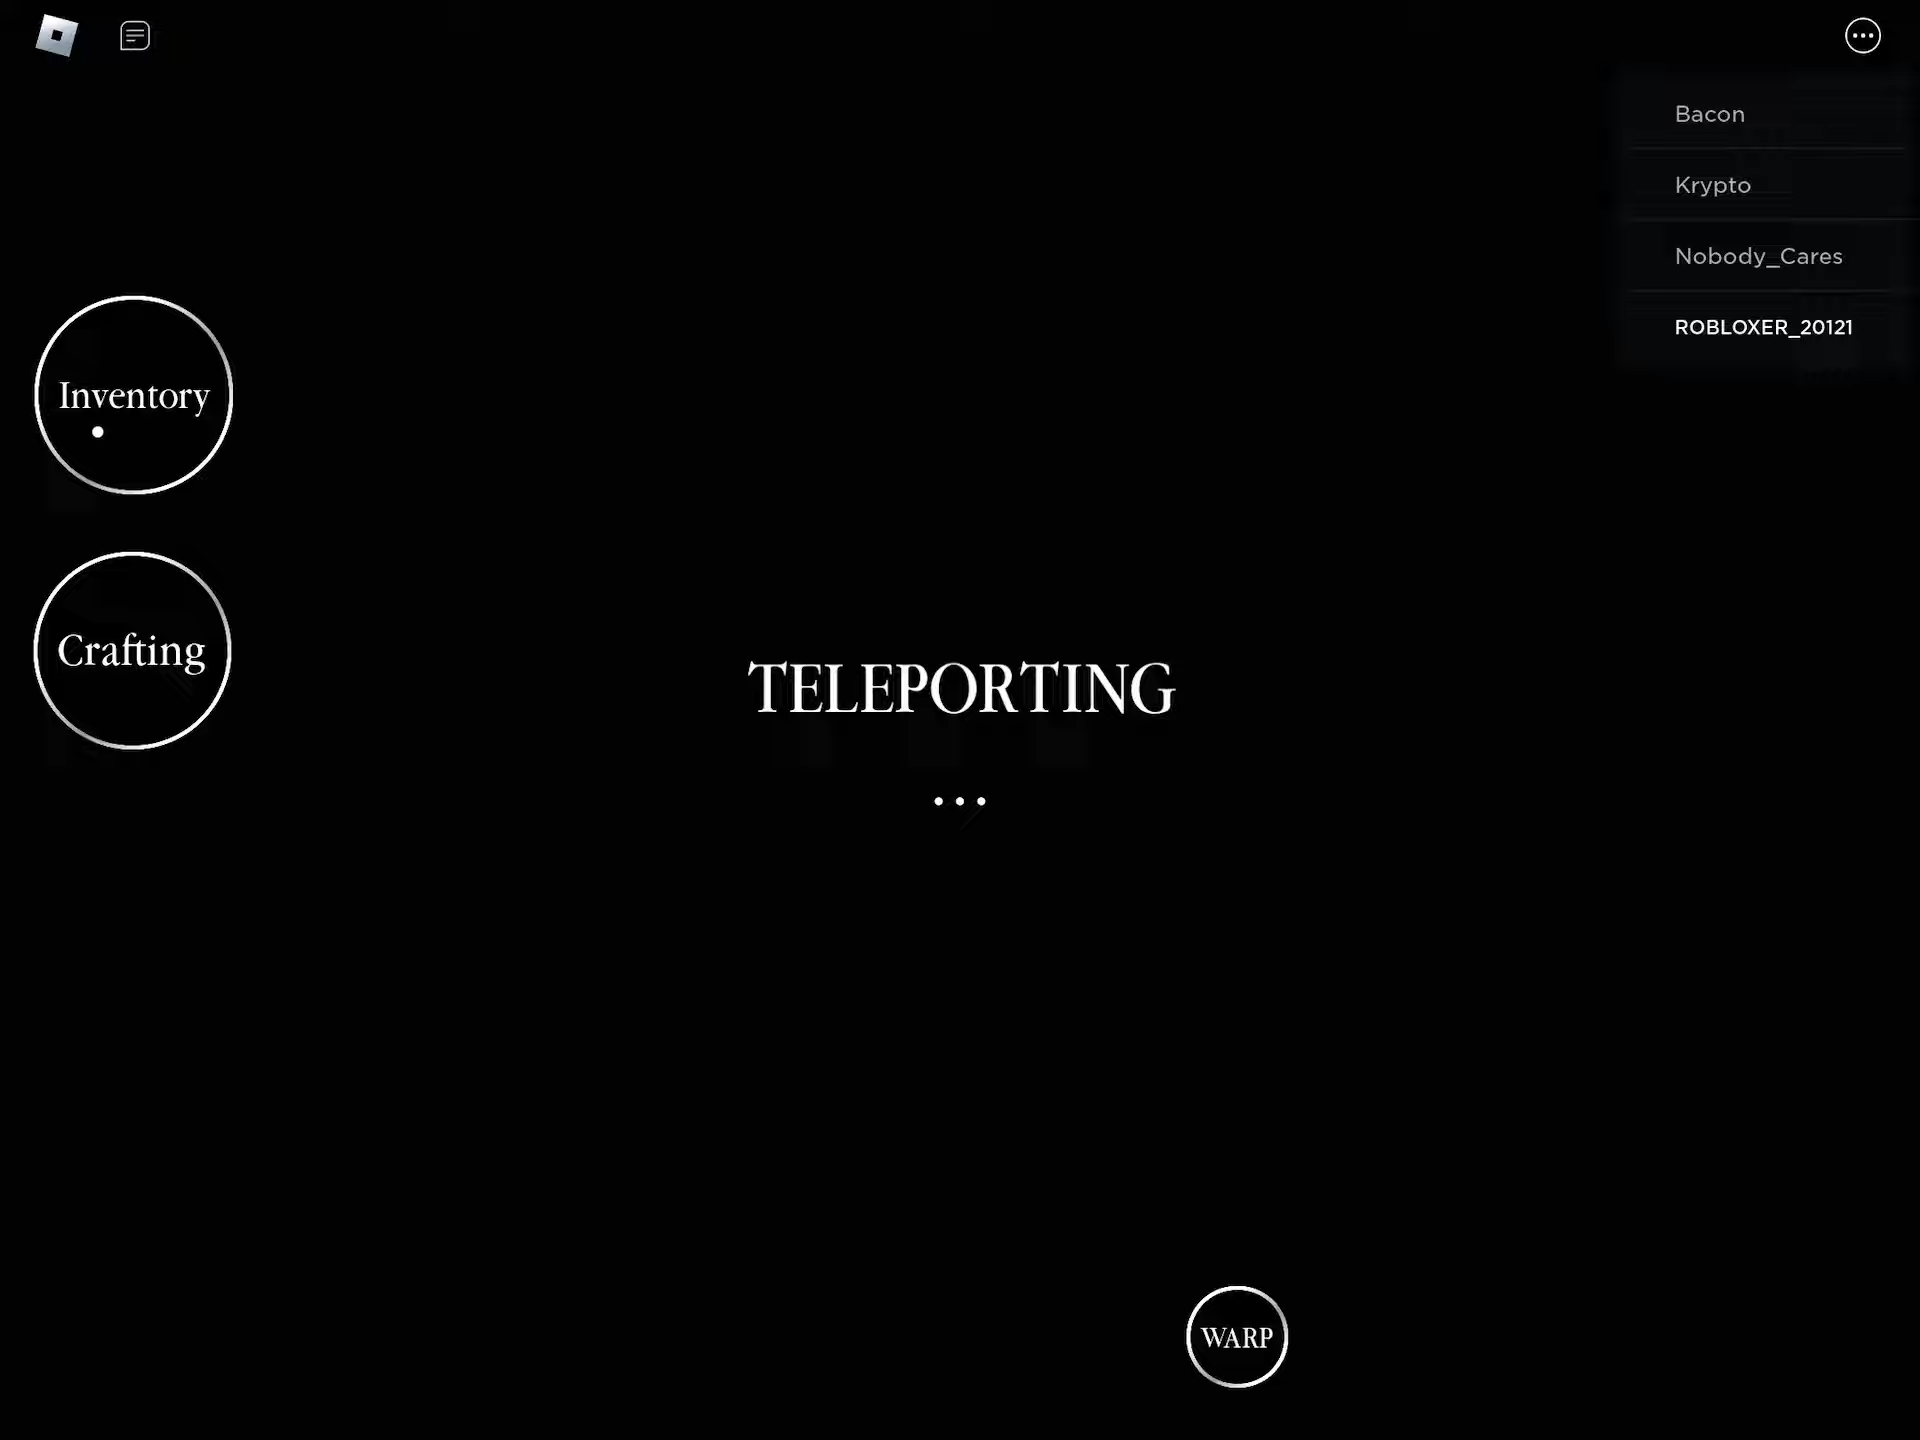 Bacon
Krypto
Nobody_Cares
ROBLOXER_20121
Inventory
Crafting
TELEPORTING
...
WARP